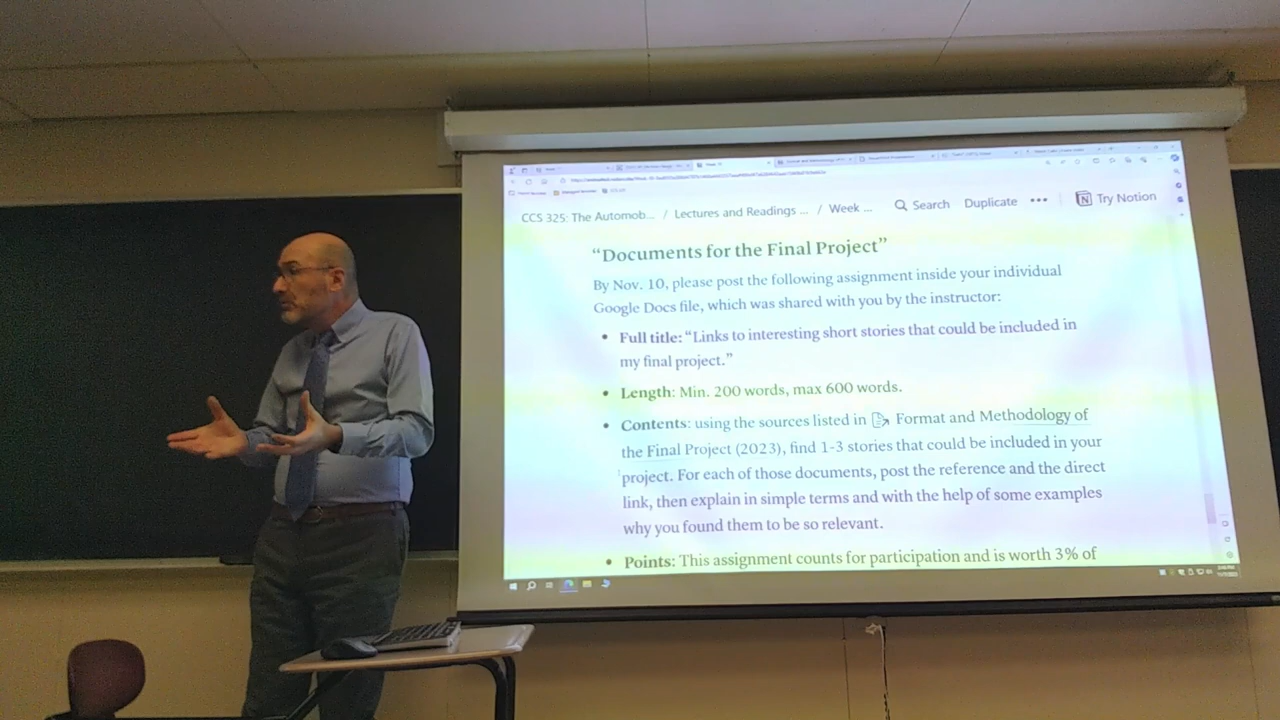 CCS 325: The Automob... / Lectures and Readings ... / Week ... Search Duplicate ••• Try Notion
“Documents for the Final Project”
By Nov. 10, please post the following assignment inside your individual
Google Docs file, which was shared with you by the instructor:
• Full title: “Links to interesting short stories that could be included in
my final project.”
• Length: Min. 200 words, max 600 words.
• Contents: using the sources listed in Format and Methodology of
the Final Project (2023), find 1-3 stories that could be included in your
project. For each of those documents, post the reference and the direct
link, then explain in simple terms and with the help of some examples
why you found them to be so relevant.
• Points: This assignment counts for participation and is worth 3% of